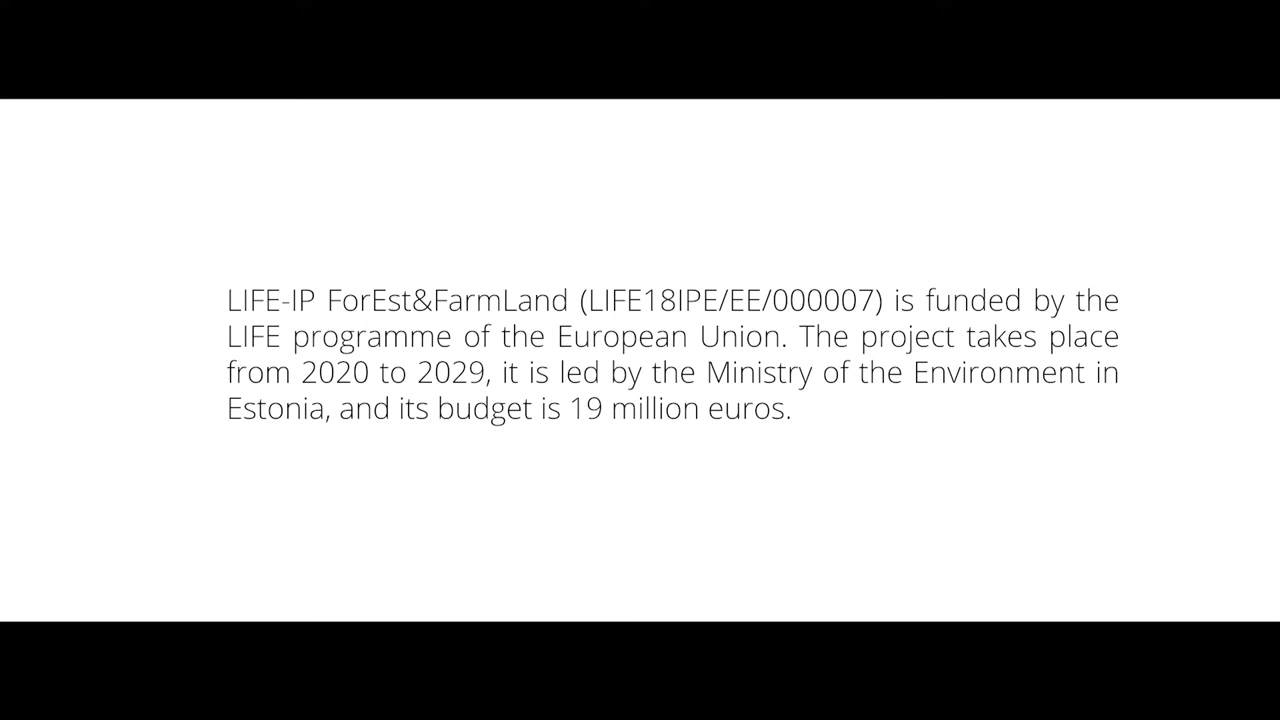 LIFE-IP ForEst&FarmLand (LIFE18IPE/EE/000007) is funded by the
LIFE programme of the European Union. The project takes place
from 2020 to 2029, it is led by the Ministry of the Environment in
Estonia, and its budget is 19 million euros.